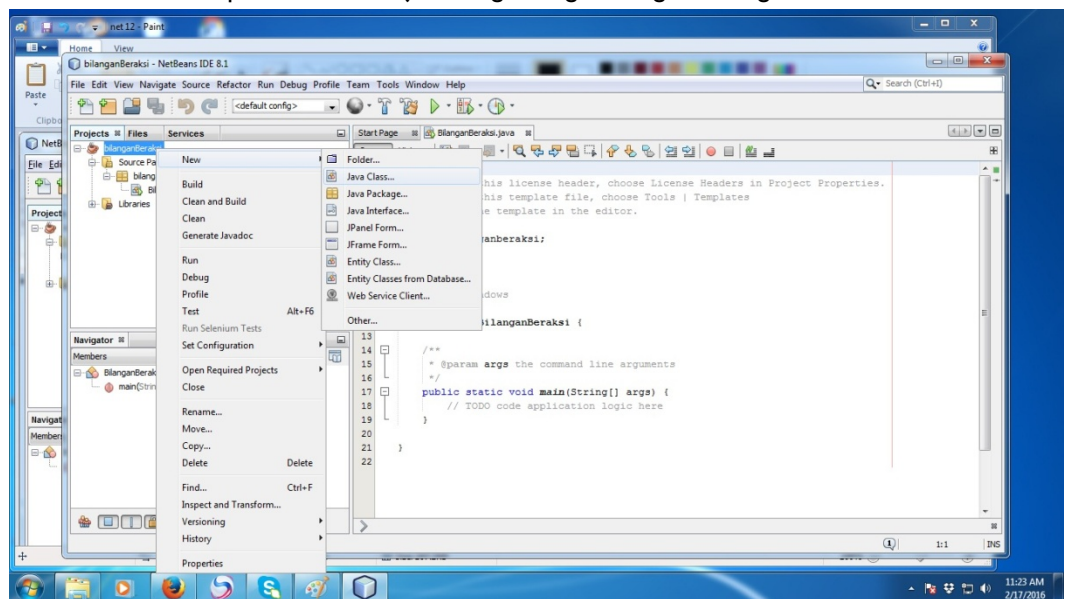 net 12 - Paint
Home View
Paste
bilanganBeraksi - NetBeans IDE 8.1
File Edit View Navigate Source Refactor Run Debug Profile Team Tools Window Help
Search (Ctrl+I)
<default config>
Projects Files Services
Start Page BilanganBeraksi.java
Source Pa
Libraries
New
Build
Clean and Build
Clean
Generate Javadoc
Run
Debug
Profile
Test Alt+F6
Run Selenium Tests
Set Configuration
Open Required Projects
Close
Rename...
Move...
Copy...
Delete Delete
Find... Ctrl+F
Inspect and Transform...
Versioning
History
Properties
Folder...
Java Class...
Java Package...
Java Interface...
JPanel Form...
JFrame Form...
Entity Class...
Entity Classes from Database...
Web Service Client...
Other...
his license header, choose License Headers in Project Properties.
his template file, choose Tools | Templates
e template in the editor.
anberaksi;
dows
ilanganBeraksi {
13
14 /**
15 * @param args the command line arguments
16 */
17 public static void main(String[] args) {
18 // TODO code application logic here
19 }
20
21 }
22
Navigator
Members
BilanganBerak
main(Strin
1:1 INS
11:23 AM
2/17/2016